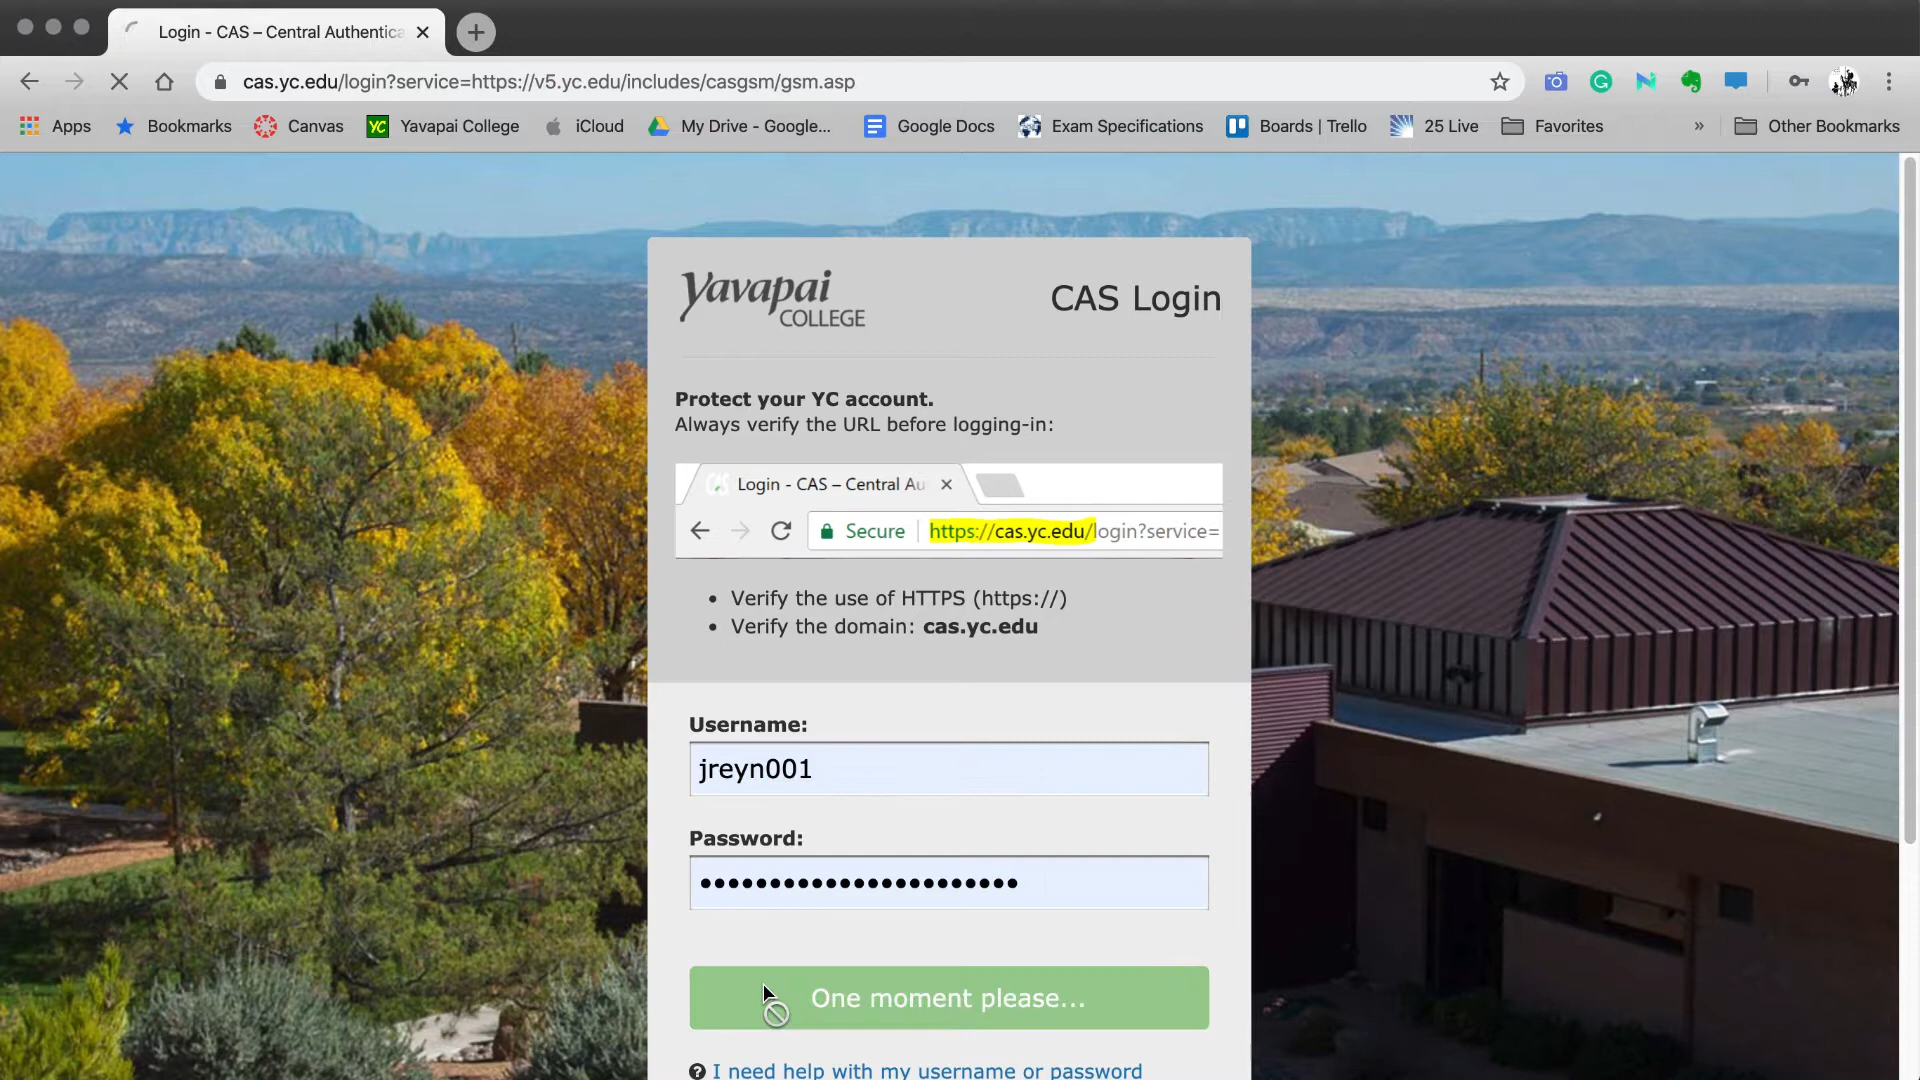 Login - CAS – Central Authentica
cas.yc.edu/login?service=https://v5.yc.edu/includes/casgsm/gsm.asp
Apps Bookmarks Canvas YC Yavapai College iCloud My Drive - Google... Google Docs Exam Specifications Boards | Trello 25 Live Favorites » Other Bookmarks
Yavapai
COLLEGE
CAS Login
Protect your YC account.
Always verify the URL before logging-in:
Login - CAS – Central Au
Secure https://cas.yc.edu/login?service=
• Verify the use of HTTPS (https://)
• Verify the domain: cas.yc.edu
Username:
jreyn001
Password:
•••••••••••••••••••••••
One moment please...
I need help with my username or password